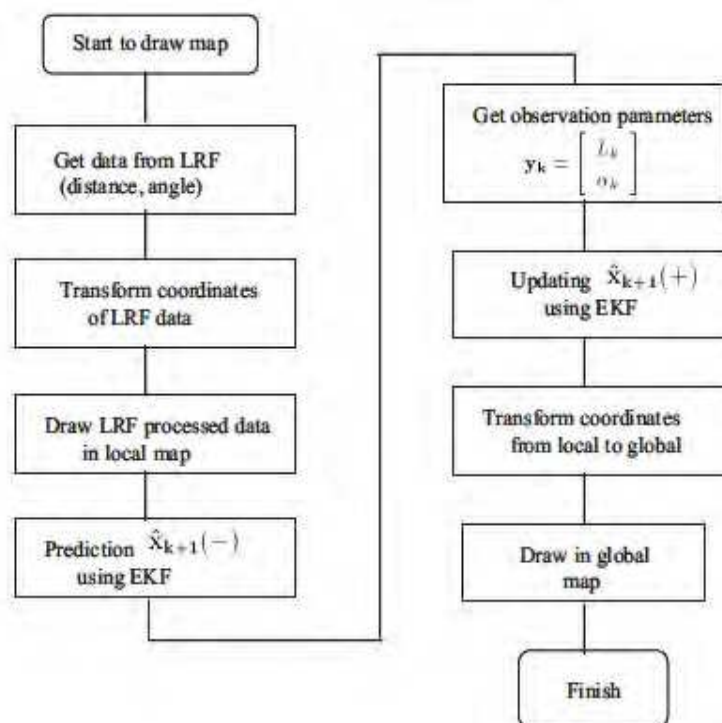 Start to draw map
Get data from LRF
(distance, angle)
Transform coordinates
of LRF data
Draw LRF processed data
in local map
Prediction x̂ₖ₊₁(−)
using EKF
Get observation parameters
yₖ = [ Lₖ
αₖ ]
Updating x̂ₖ₊₁(+)
using EKF
Transform coordinates
from local to global
Draw in global
map
Finish